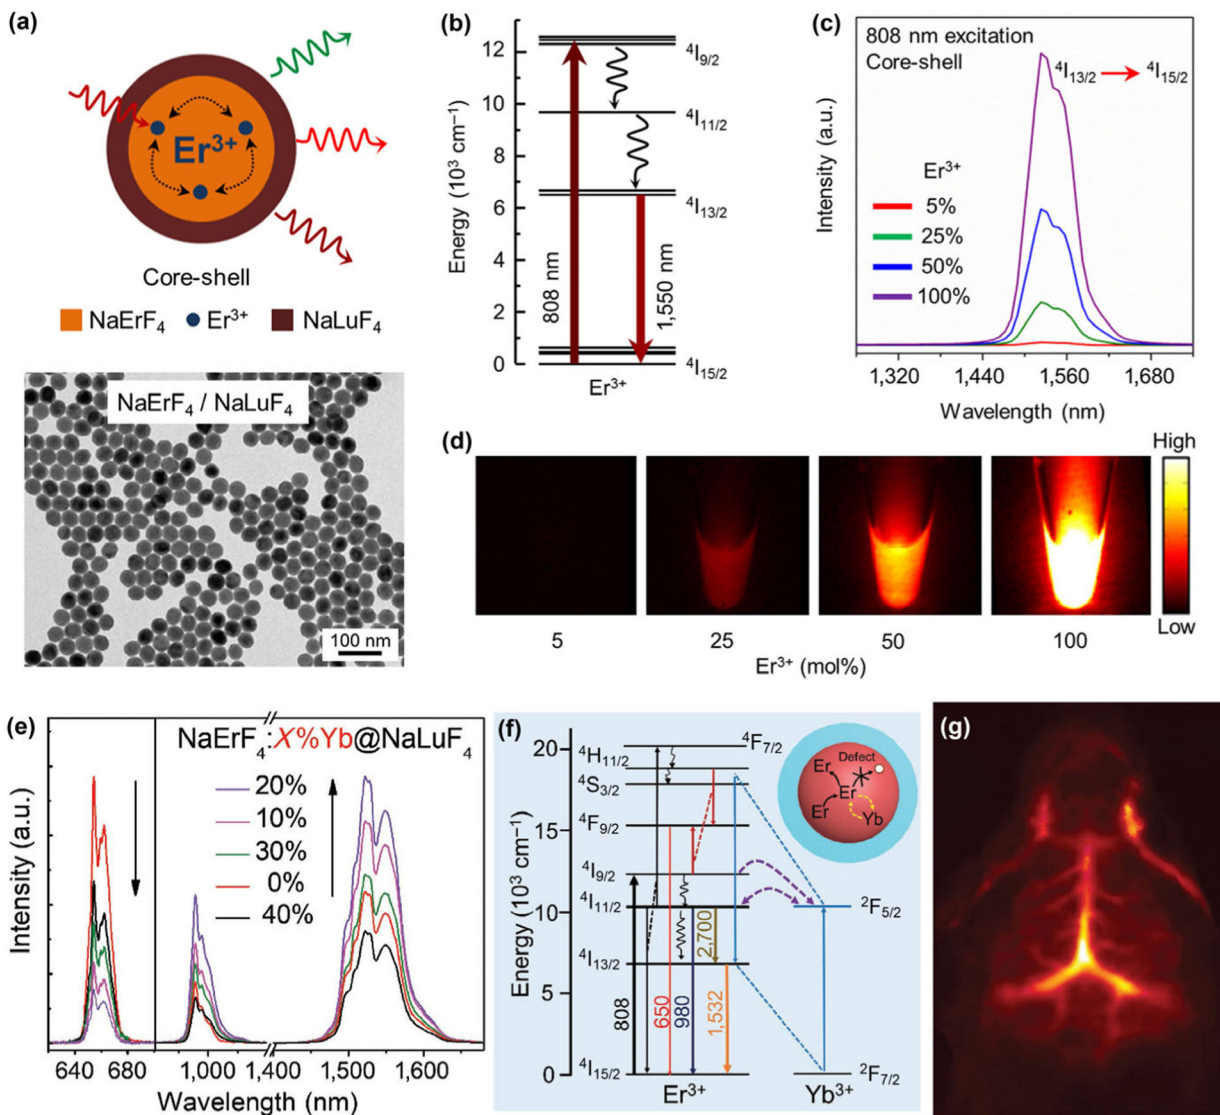 (a)
Er³⁺
Core-shell
NaErF₄
Er³⁺
NaLuF₄
NaErF₄ / NaLuF₄
100 nm
(b)
Energy (10³ cm⁻¹)
12
10
8
6
4
2
0
⁴I₉/₂
⁴I₁₁/₂
⁴I₁₃/₂
⁴I₁₅/₂
808 nm
1,550 nm
Er³⁺
(c)
808 nm excitation
Core-shell
⁴I₁₃/₂
⁴I₁₅/₂
Er³⁺
5%
25%
50%
100%
Intensity (a.u.)
1,320
1,440
1,560
1,680
Wavelength (nm)
(d)
High
Low
5
25
50
100
Er³⁺ (mol%)
(e)
NaErF₄:X%Yb@NaLuF₄
20%
10%
30%
0%
40%
Intensity (a.u.)
640
680
1,000
1,400
1,500
1,600
Wavelength (nm)
(f)
Energy (10³ cm⁻¹)
20
15
10
5
0
⁴F₇/₂
⁴H₁₁/₂
⁴S₃/₂
⁴F₉/₂
⁴I₉/₂
⁴I₁₁/₂
⁴I₁₃/₂
⁴I₁₅/₂
808
650
980
2,700
1,532
²F₅/₂
²F₇/₂
Er³⁺
Yb³⁺
Defect
Er
Er
Er
Yb
(g)